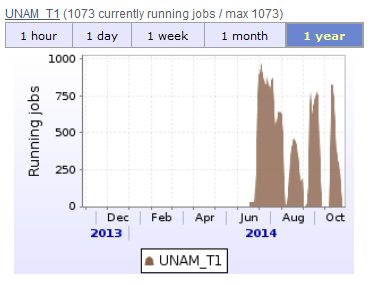 UNAM_T1 (1073 currently running jobs / max 1073)
1 hour 1 day 1 week 1 month 1 year
1000
750
500
250
0
Running jobs
Dec Feb Apr Jun Aug Oct
2013 2014
UNAM_T1